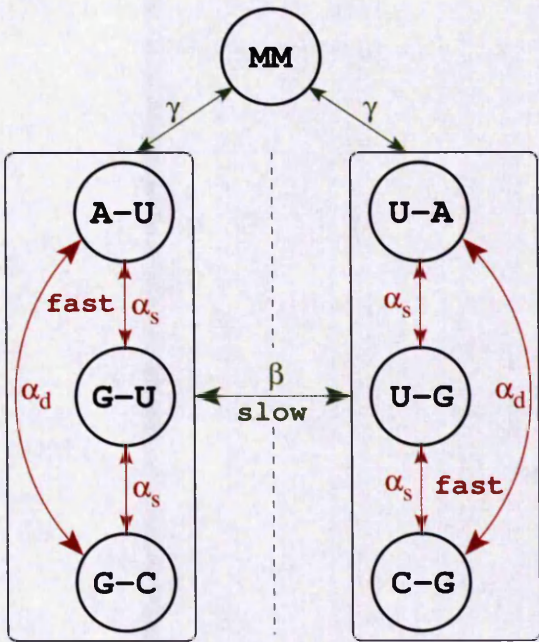 MM
γ γ
A–U U–A
fast αs αs
αd G–U β U–G αd
slow
αs αs fast
G–C C–G